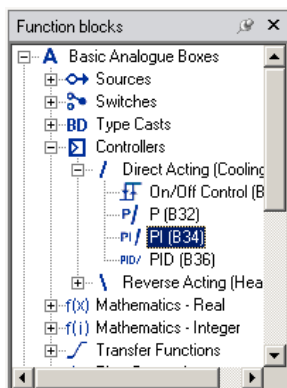 Function blocks
A Basic Analogue Boxes
Sources
Switches
BD Type Casts
Controllers
Direct Acting (Cooling
On/Off Control (B
P/ P (B32)
PI/ PI (B34)
PID/ PID (B36)
Reverse Acting (Hea
f(x) Mathematics - Real
f(i) Mathematics - Integer
Transfer Functions